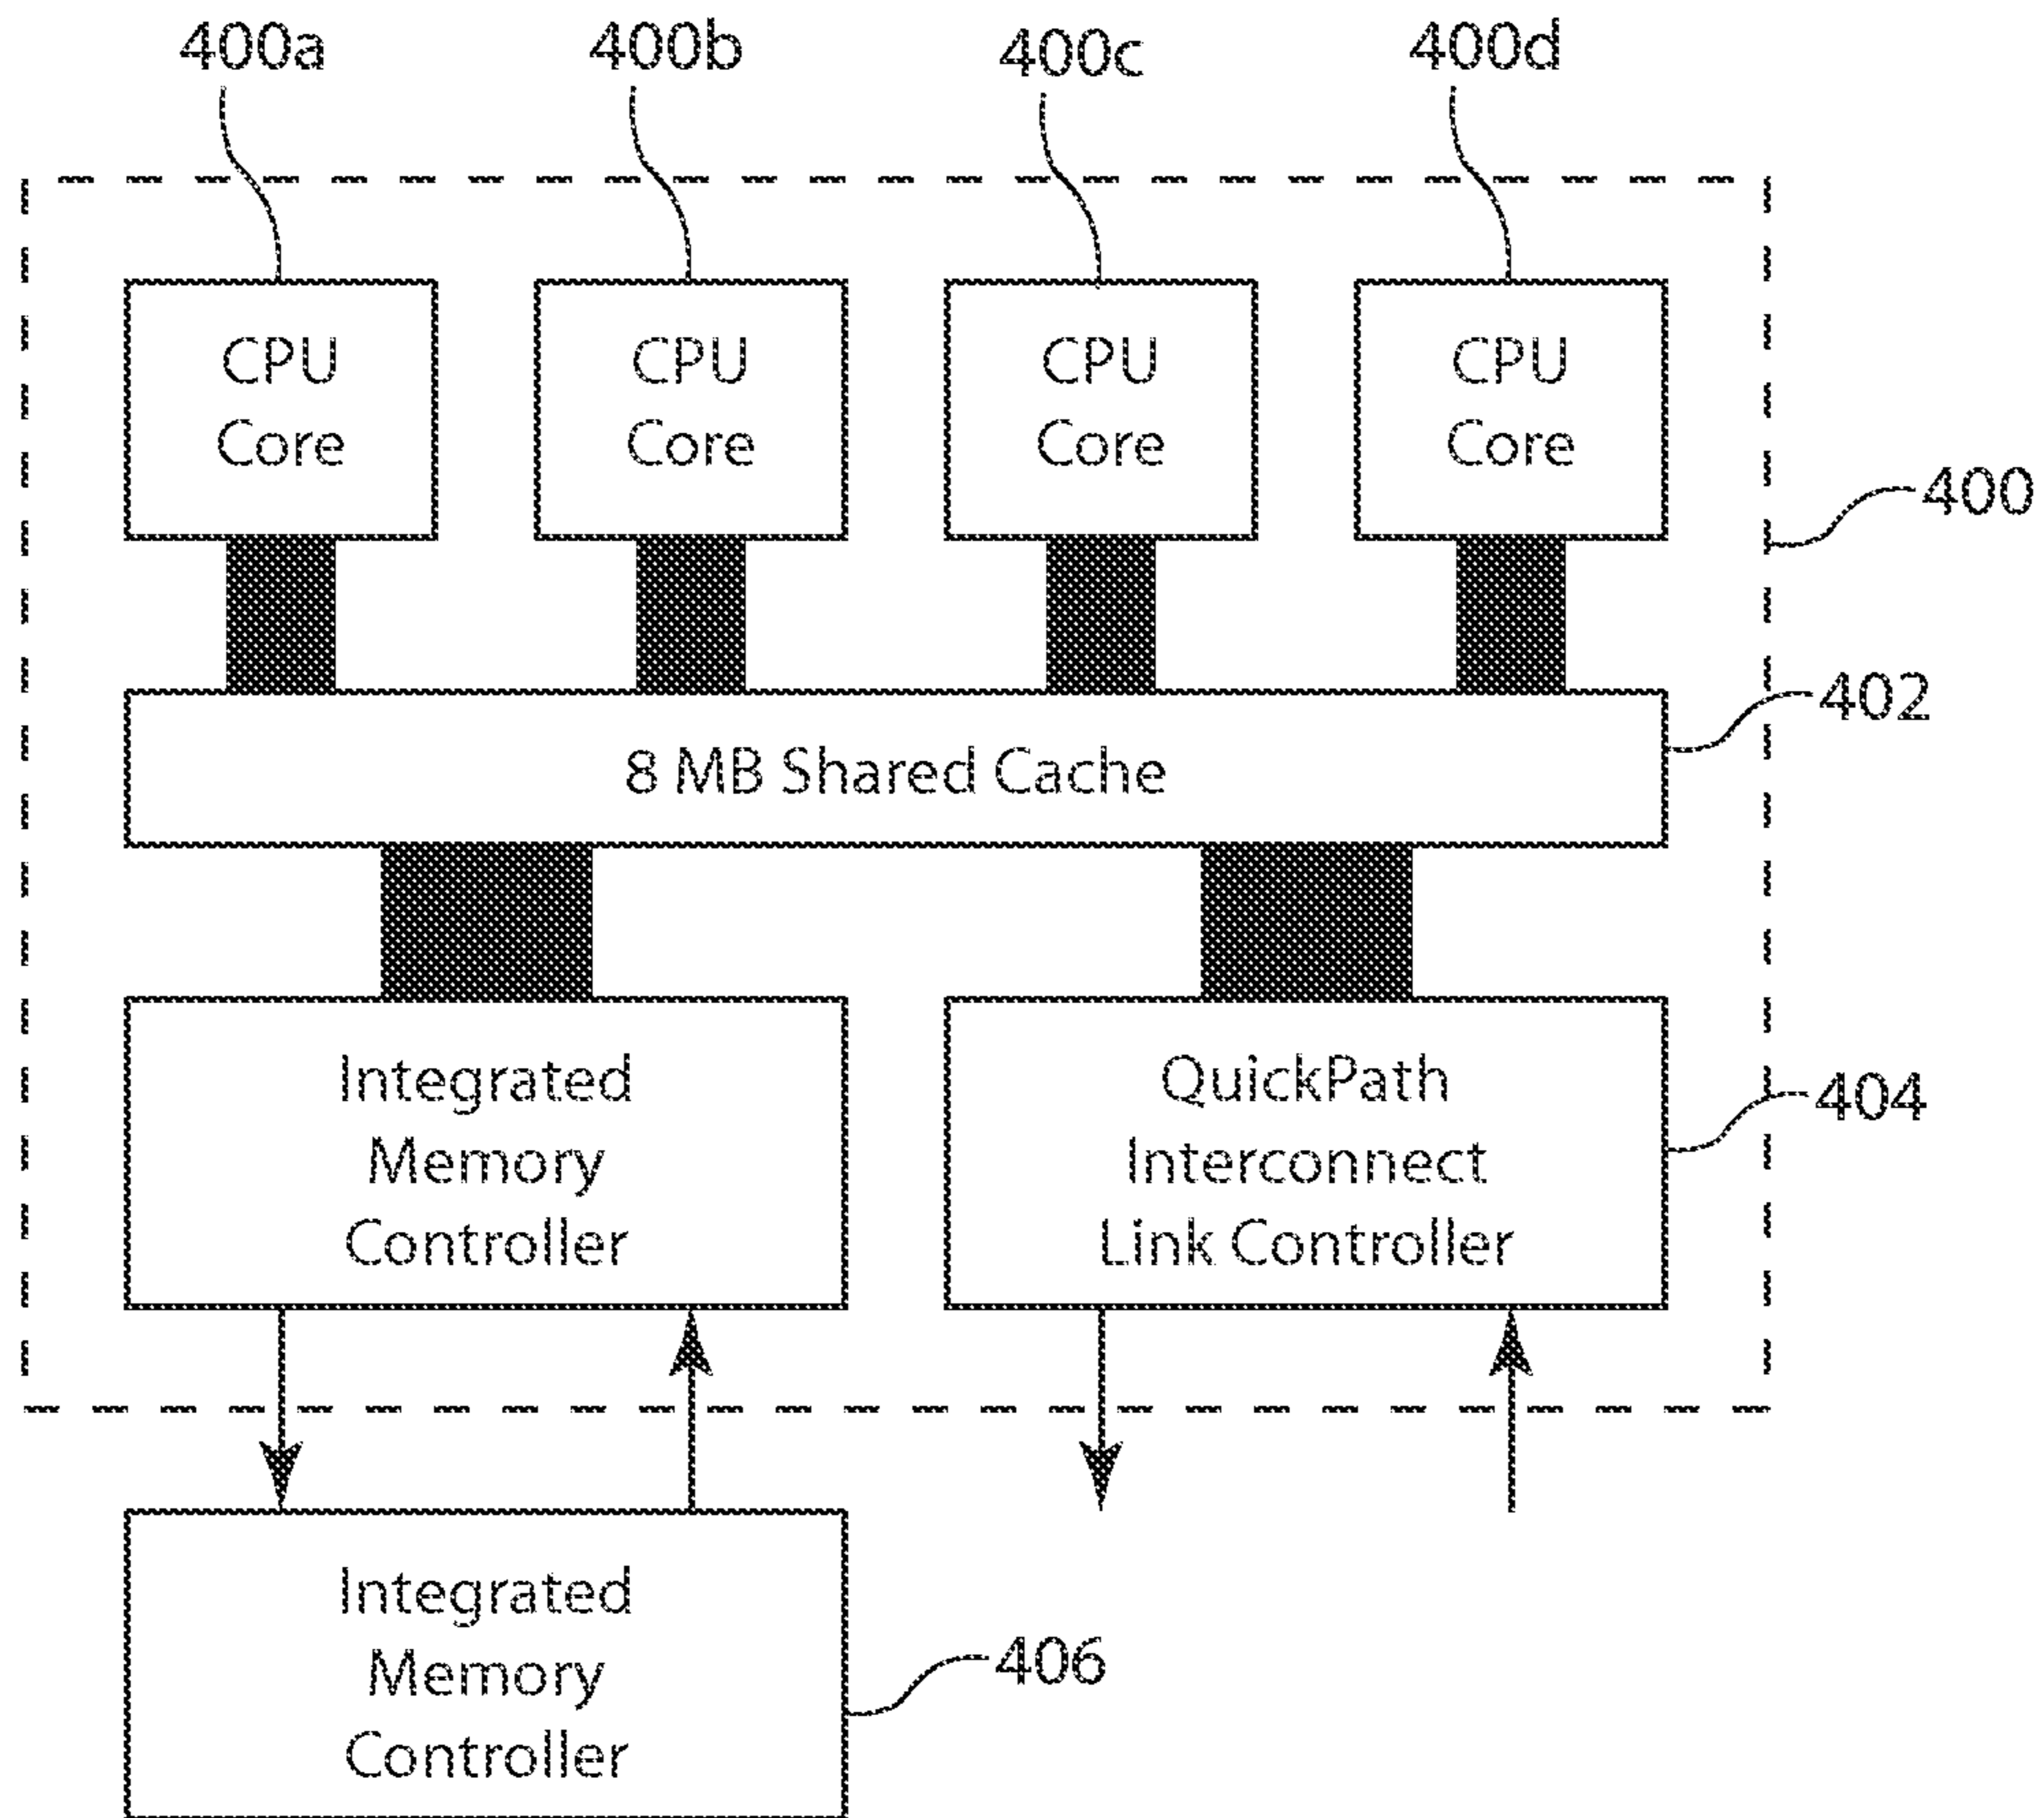 400a 400b 400c 400d
CPU CPU CPU CPU
Core Core Core Core
400
402
8 MB Shared Cache
Integrated QuickPath
404
Memory Interconnect
Controller Link Controller
Integrated
Memory
406
Controller